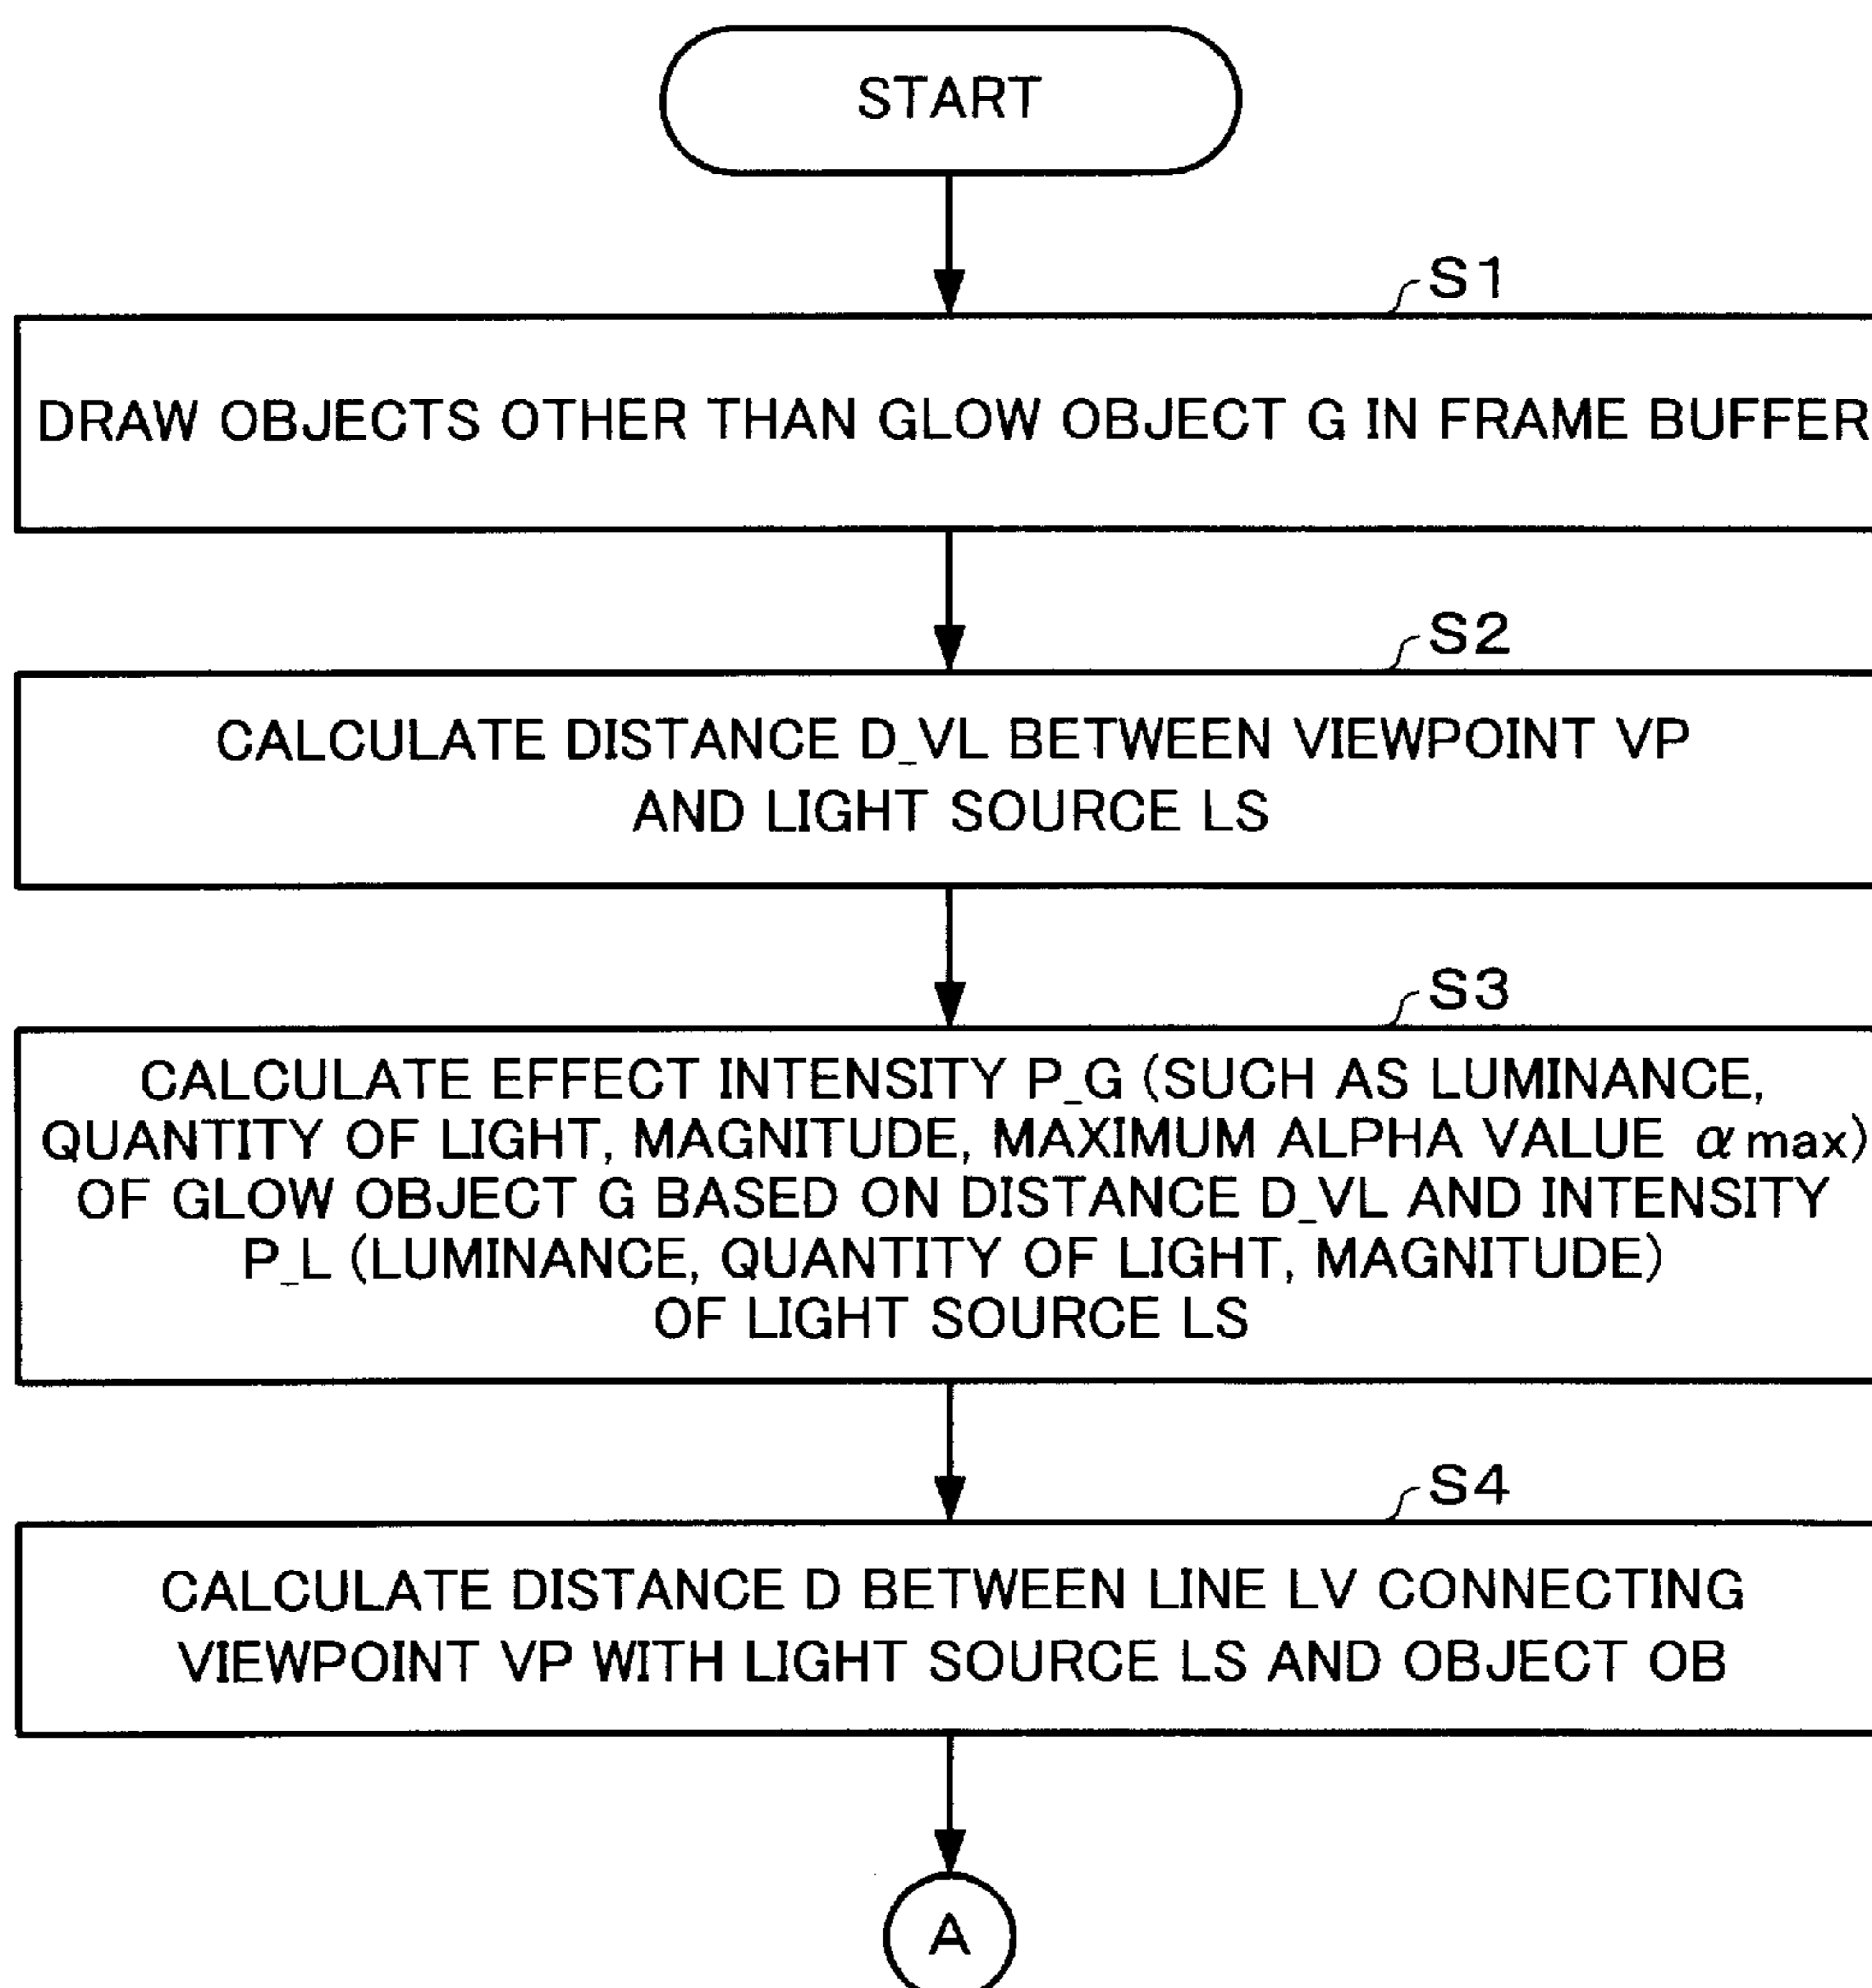 START
S1
DRAW OBJECTS OTHER THAN GLOW OBJECT G IN FRAME BUFFER
S2
CALCULATE DISTANCE D_VL BETWEEN VIEWPOINT VP
AND LIGHT SOURCE LS
S3
CALCULATE EFFECT INTENSITY P_G (SUCH AS LUMINANCE,
QUANTITY OF LIGHT, MAGNITUDE, MAXIMUM ALPHA VALUE α max)
OF GLOW OBJECT G BASED ON DISTANCE D_VL AND INTENSITY
P_L (LUMINANCE, QUANTITY OF LIGHT, MAGNITUDE)
OF LIGHT SOURCE LS
S4
CALCULATE DISTANCE D BETWEEN LINE LV CONNECTING
VIEWPOINT VP WITH LIGHT SOURCE LS AND OBJECT OB
A